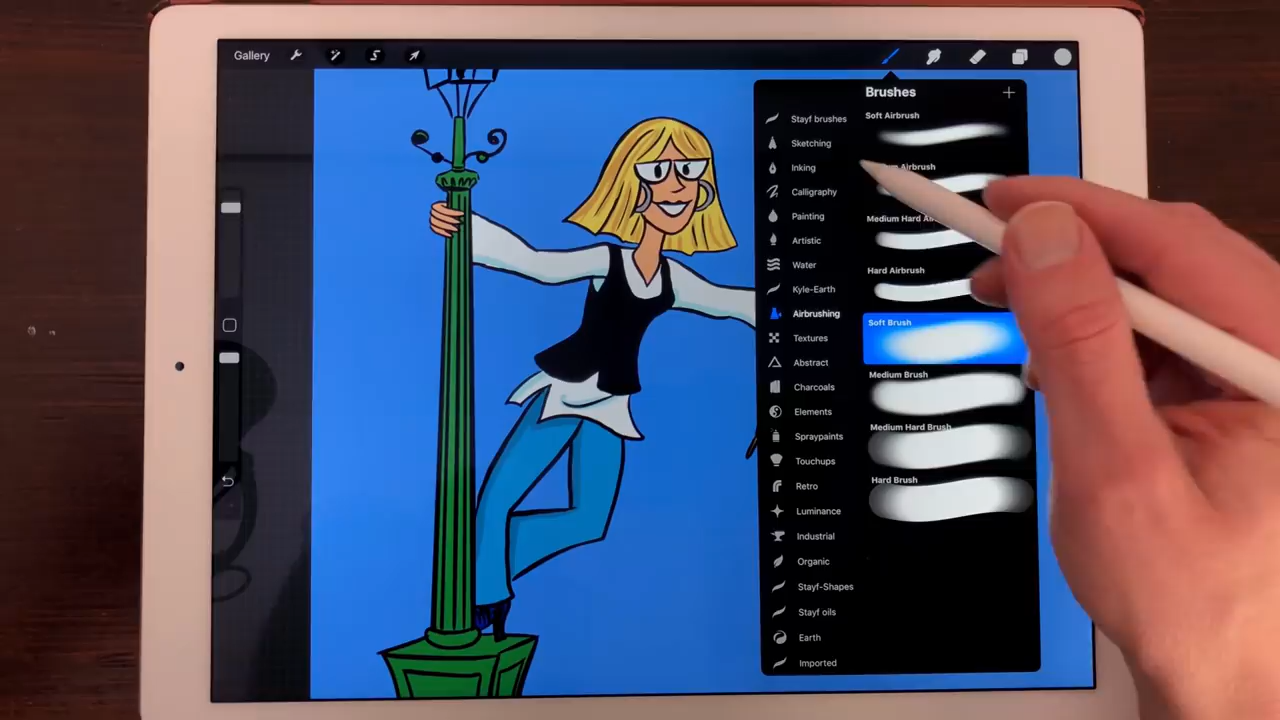 Gallery
Brushes
Stayf brushes
Sketching
Inking
Calligraphy
Painting
Artistic
Water
Kyle-Earth
Airbrushing
Textures
Abstract
Charcoals
Elements
Spraypaints
Touchups
Retro
Luminance
Industrial
Organic
Stayf-Shapes
Stayf oils
Earth
Imported
Soft Airbrush
Airbrush
Medium Hard
Hard Airbrush
Soft Brush
Medium Brush
Medium Hard Brush
Hard Brush